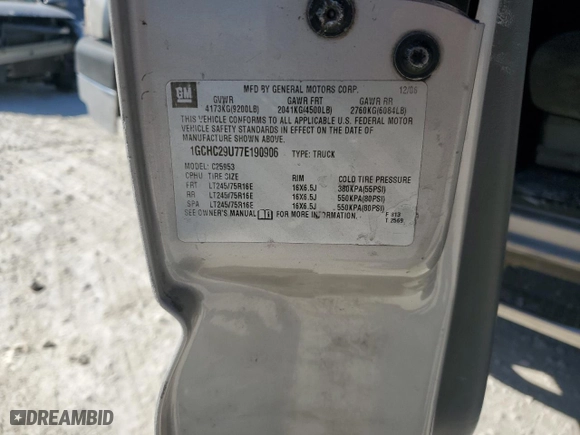 GM
MFD BY GENERAL MOTORS CORP. 12/06
GVWR GAWR FRT GAWR RR
4173KG(9200LB) 2041KG(4500LB) 2760KG(6084LB)
THIS VEHICLE CONFORMS TO ALL APPLICABLE U.S. FEDERAL MOTOR
VEHICLE SAFETY STANDARDS IN EFFECT ON THE DATE OF
MANUFACTURE SHOWN ABOVE.
1GCHC29U77E190906 TYPE: TRUCK
MODEL: C25953
TIRE SIZE RIM COLD TIRE PRESSURE
FRT LT245/75R16E 16X6.5J 380KPA(55PSI)
RR LT245/75R16E 16X6.5J 550KPA(80PSI)
SPA LT245/75R16E 16X6.5J 550KPA(80PSI)
SEE OWNER'S MANUAL FOR MORE INFORMATION.
DREAMBID